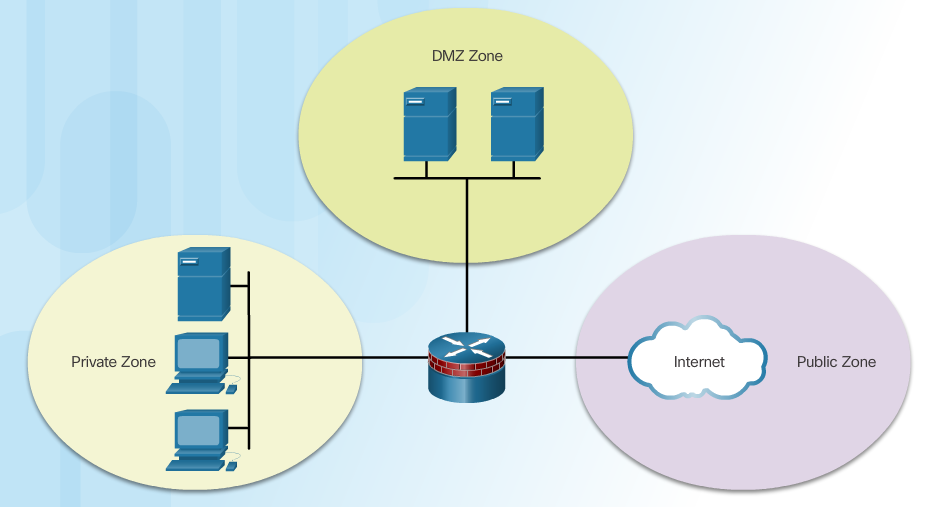 DMZ Zone
Private Zone
Internet
Public Zone